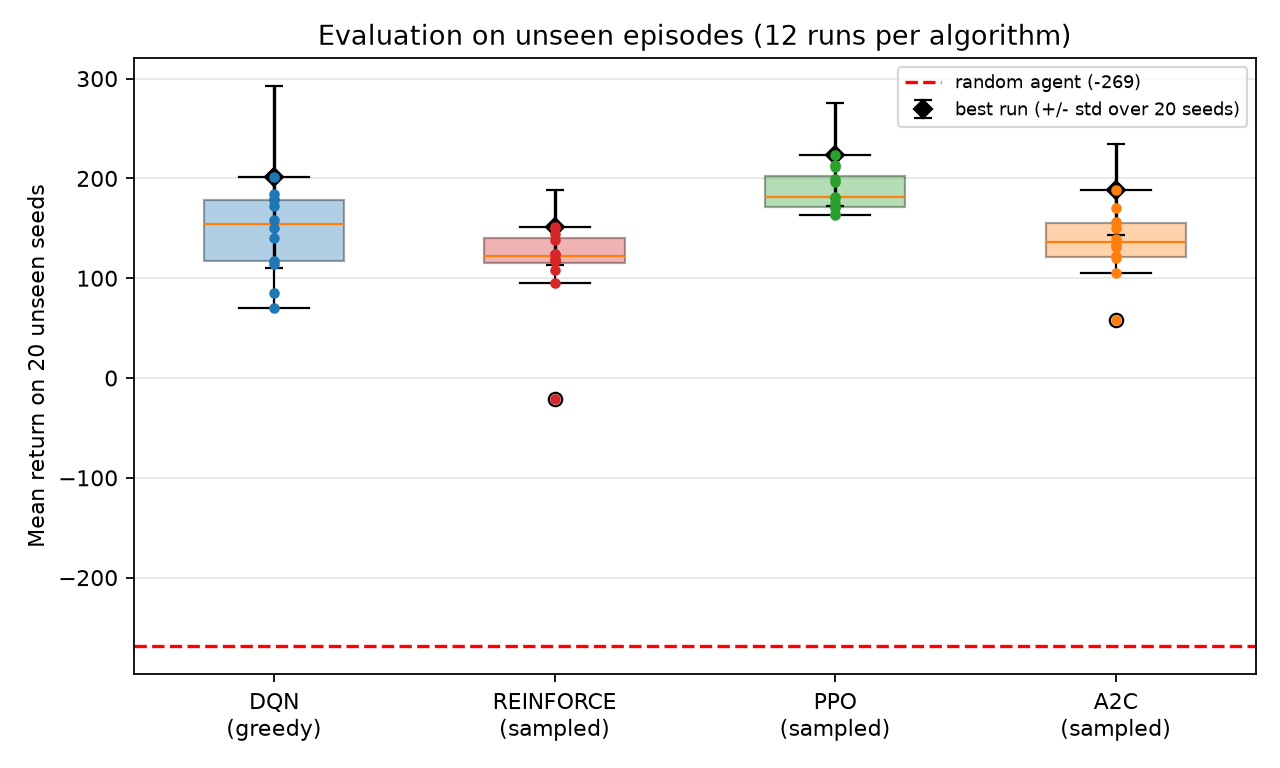 Evaluation on unseen episodes (12 runs per algorithm)
random agent (-269)
best run (+/- std over 20 seeds)
Mean return on 20 unseen seeds
300
200
100
0
−100
−200
DQN
(greedy)
REINFORCE
(sampled)
PPO
(sampled)
A2C
(sampled)